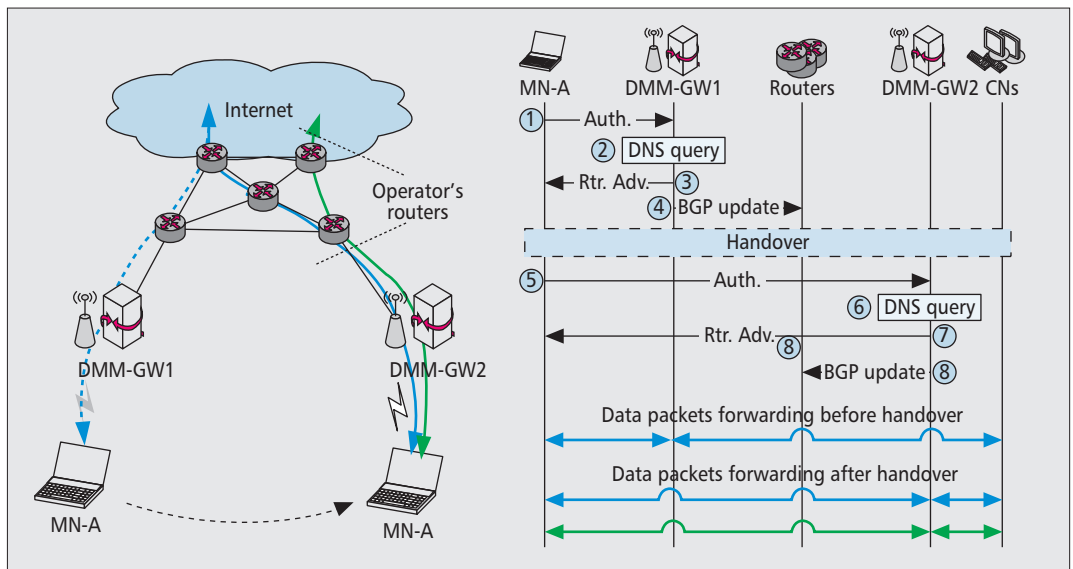 Internet
Operator's
routers
DMM-GW1
DMM-GW2
MN-A
MN-A
MN-A
DMM-GW1
Routers
DMM-GW2 CNs
1 Auth.
2 DNS query
Rtr. Adv. 3
4 BGP update
Handover
5 Auth.
6 DNS query
Rtr. Adv. 7
8
BGP update 8
Data packets forwarding before handover
Data packets forwarding after handover